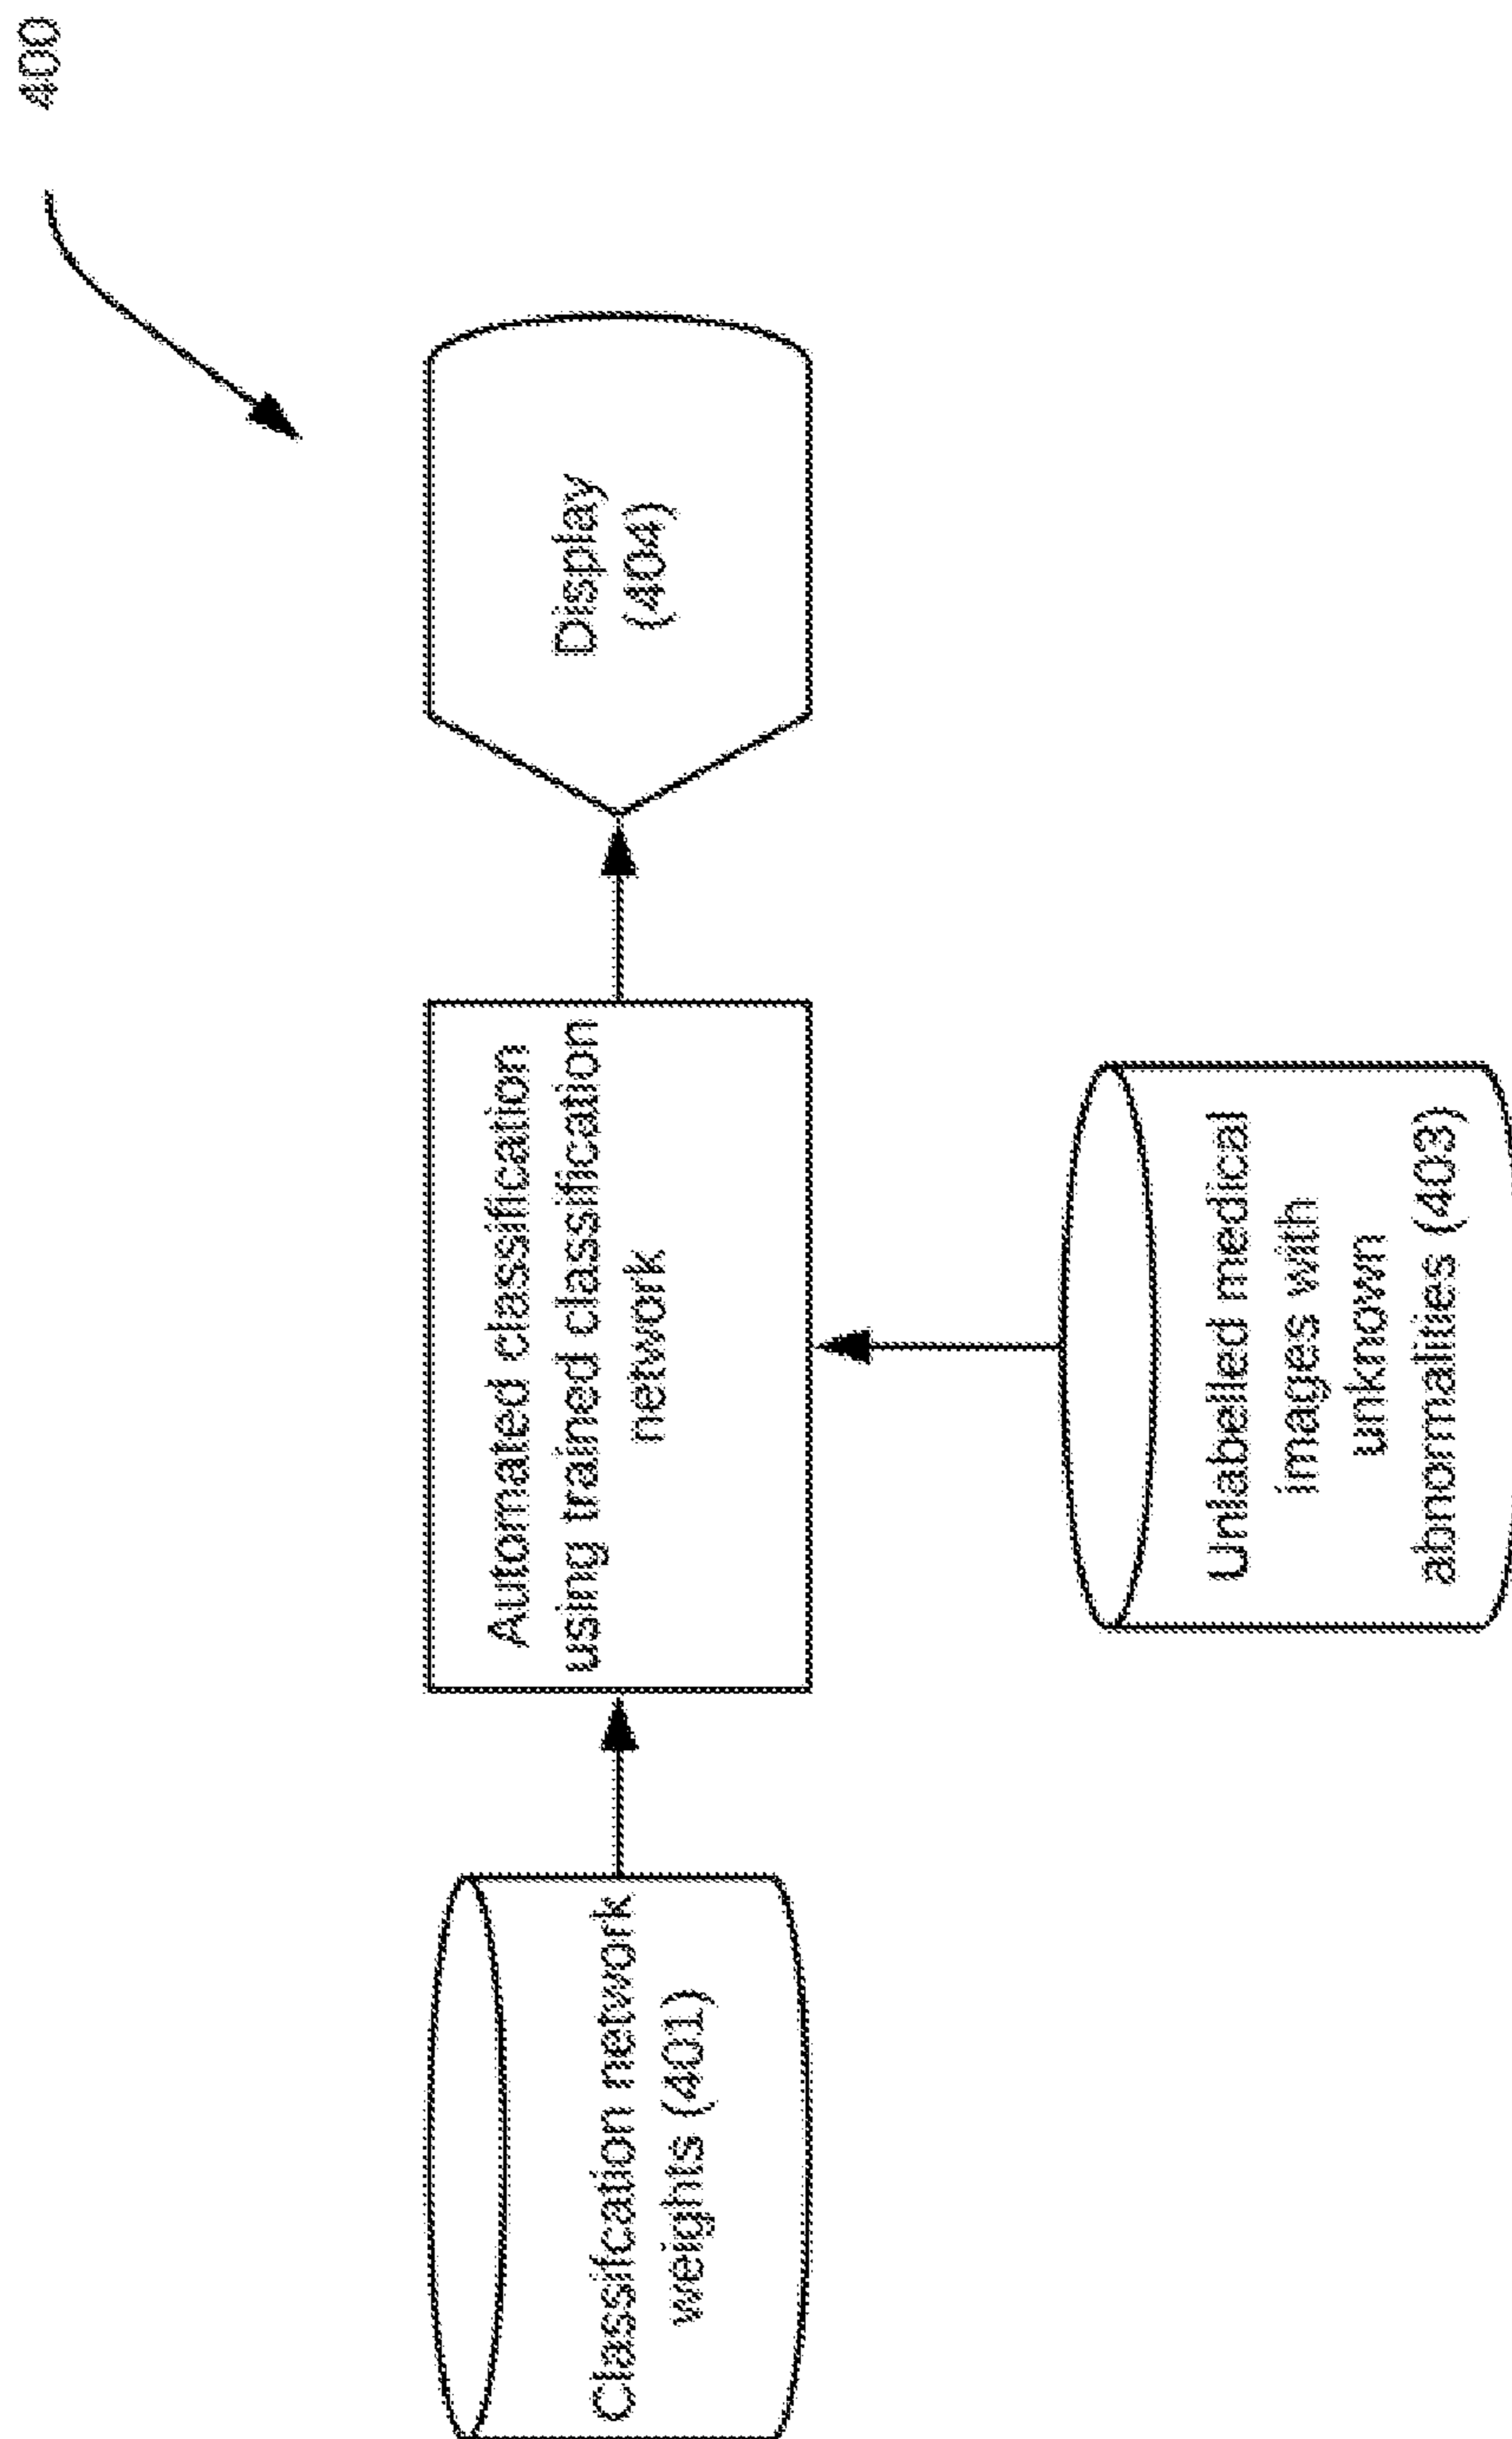 400
Classifcation network
weights (401)
Automated classification
using trained classification
network
Display
(404)
Unlabelled medical
images with
unknown
abnormalities (403)